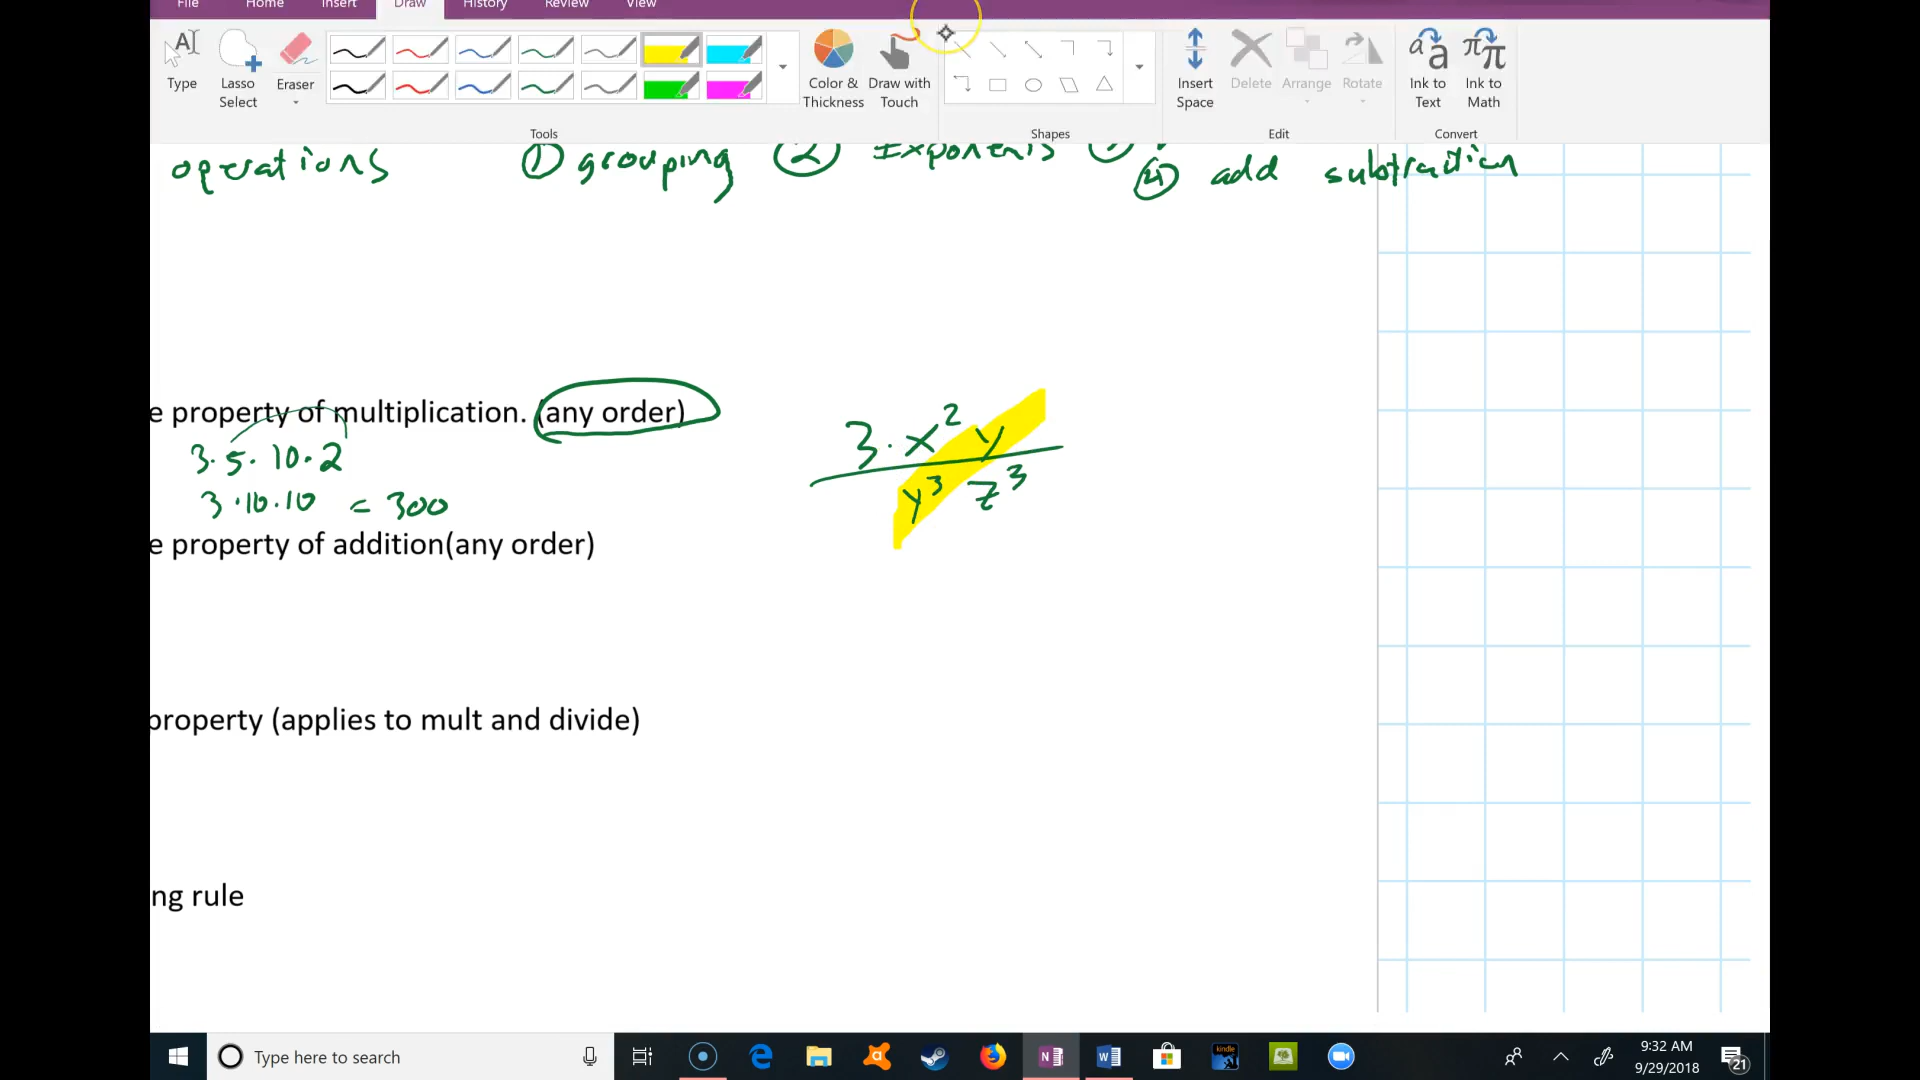 File Home Insert Draw History Review View
Type Lasso Select Eraser Color & Thickness Draw with Touch Insert Space Delete Arrange Rotate Ink to Text Ink to Math
Tools Shapes Edit Convert
operations ① grouping ② Exponents
④ add subtraction
e property of multiplication. (any order)
3·5·10·2
3·10·10 = 300
3·x² y
y³ z³
e property of addition(any order)
property (applies to mult and divide)
ng rule
Type here to search
9:32 AM
9/29/2018
21